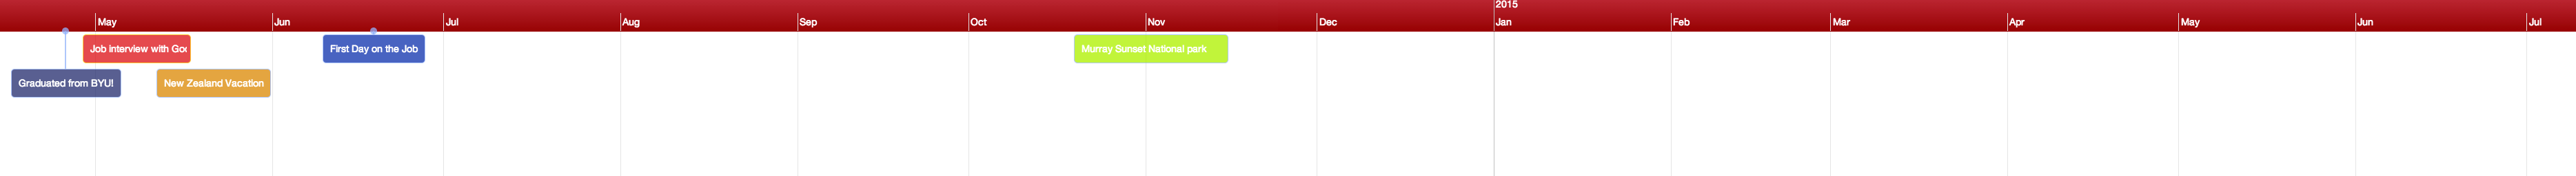 2015
May Jun Jul Aug Sep Oct Nov Dec Jan Feb Mar Apr May Jun Jul
Job interview with Goo First Day on the Job Murray Sunset National park
Graduated from BYU! New Zealand Vacation